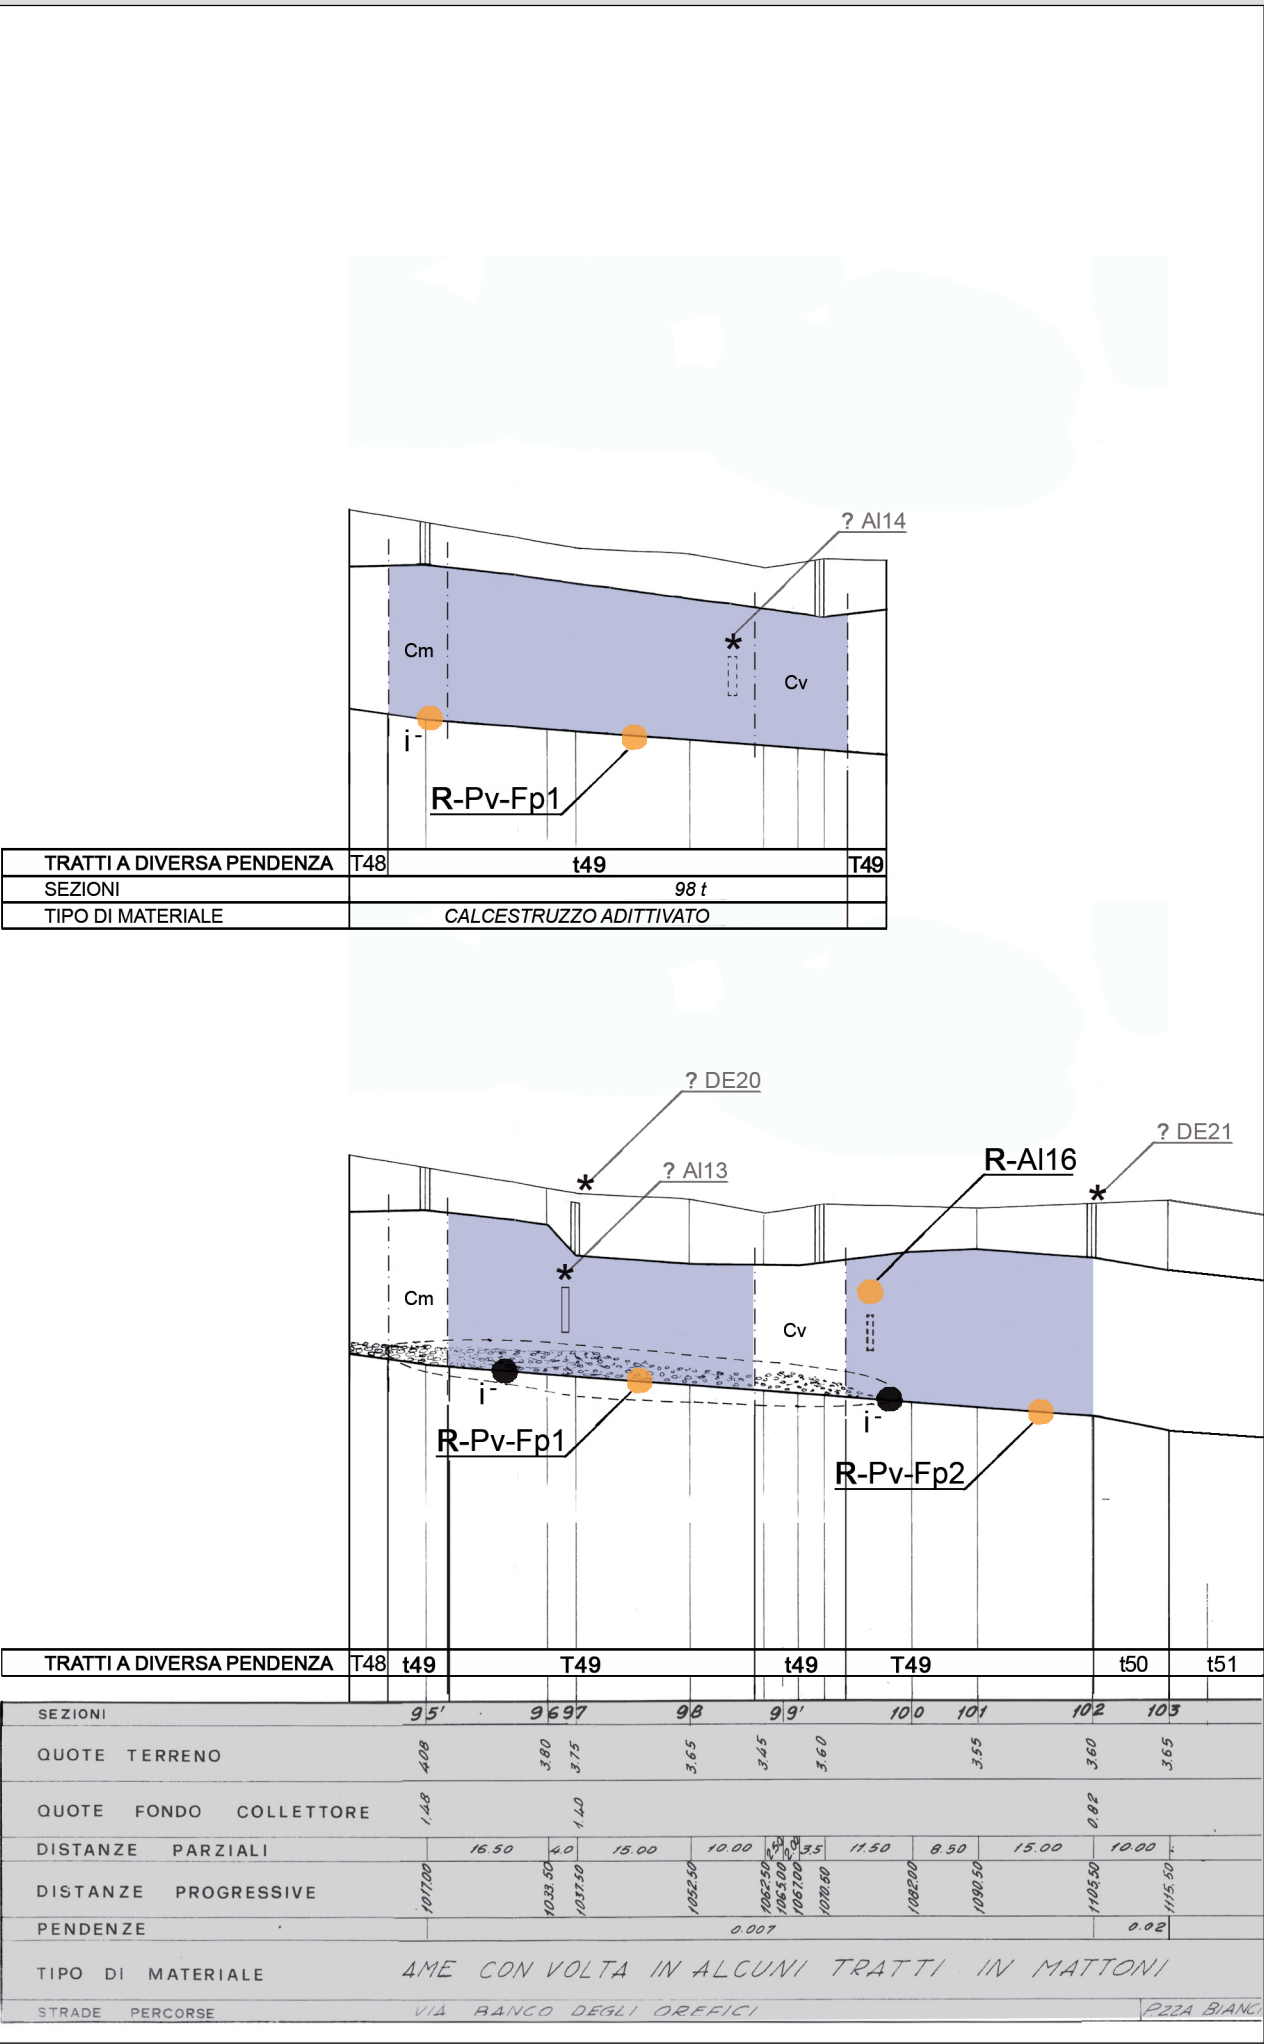 ? Al14
*
Cm
Cv
i-
R-Pv-Fp1
TRATTI A DIVERSA PENDENZA T48 t49 T49
SEZIONI 98 t
TIPO DI MATERIALE CALCESTRUZZO ADITTIVATO
? DE20
? DE21
R-Al16
? Al13
*
*
*
Cm
Cv
i-
i-
R-Pv-Fp1
R-Pv-Fp2
TRATTI A DIVERSA PENDENZA T48 t49 T49 t49 T49 t50 t51
SEZIONI 95' 96 97 98 99' 100 101 102 103
QUOTE TERRENO 408 3.80 3.75 3.65 3.45 3.60 3.55 3.60 3.65
QUOTE FONDO COLLETTORE 1.48 1.40 0.82
DISTANZE PARZIALI 16.50 4.0 15.00 10.00 2.50 2.00 3.5 11.50 8.50 15.00 10.00
DISTANZE PROGRESSIVE 1017.00 1033.50 1037.50 1052.50 1062.50 1065.00 1067.00 1070.50 1082.00 1090.50 1105.50 1115.50
PENDENZE 0.007 0.02
TIPO DI MATERIALE AME CON VOLTA IN ALCUNI TRATTI IN MATTONI
STRADE PERCORSE VIA BANCO DEGLI OREFICI P.ZZA BIANC